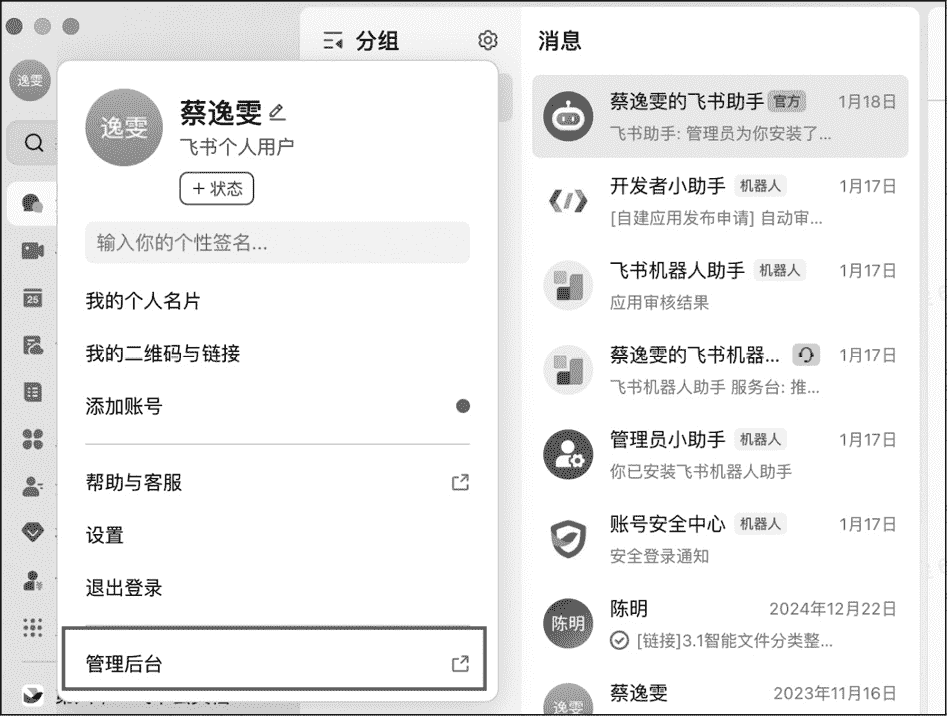 分组
消息
逸雯
逸雯
蔡逸雯
飞书个人用户
+ 状态
输入你的个性签名...
我的个人名片
我的二维码与链接
添加账号
帮助与客服
设置
退出登录
管理后台
25
蔡逸雯的飞书助手 官方 1月18日
飞书助手: 管理员为你安装了...
开发者小助手 机器人 1月17日
[自建应用发布申请] 自动审...
飞书机器人助手 机器人 1月17日
应用审核结果
蔡逸雯的飞书机器... 1月17日
飞书机器人助手 服务台: 推...
管理员小助手 机器人 1月17日
你已安装飞书机器人助手
账号安全中心 机器人 1月17日
安全登录通知
陈明
陈明 2024年12月22日
[链接]3.1智能文件分类整...
蔡逸雯 2023年11月16日
逸雯